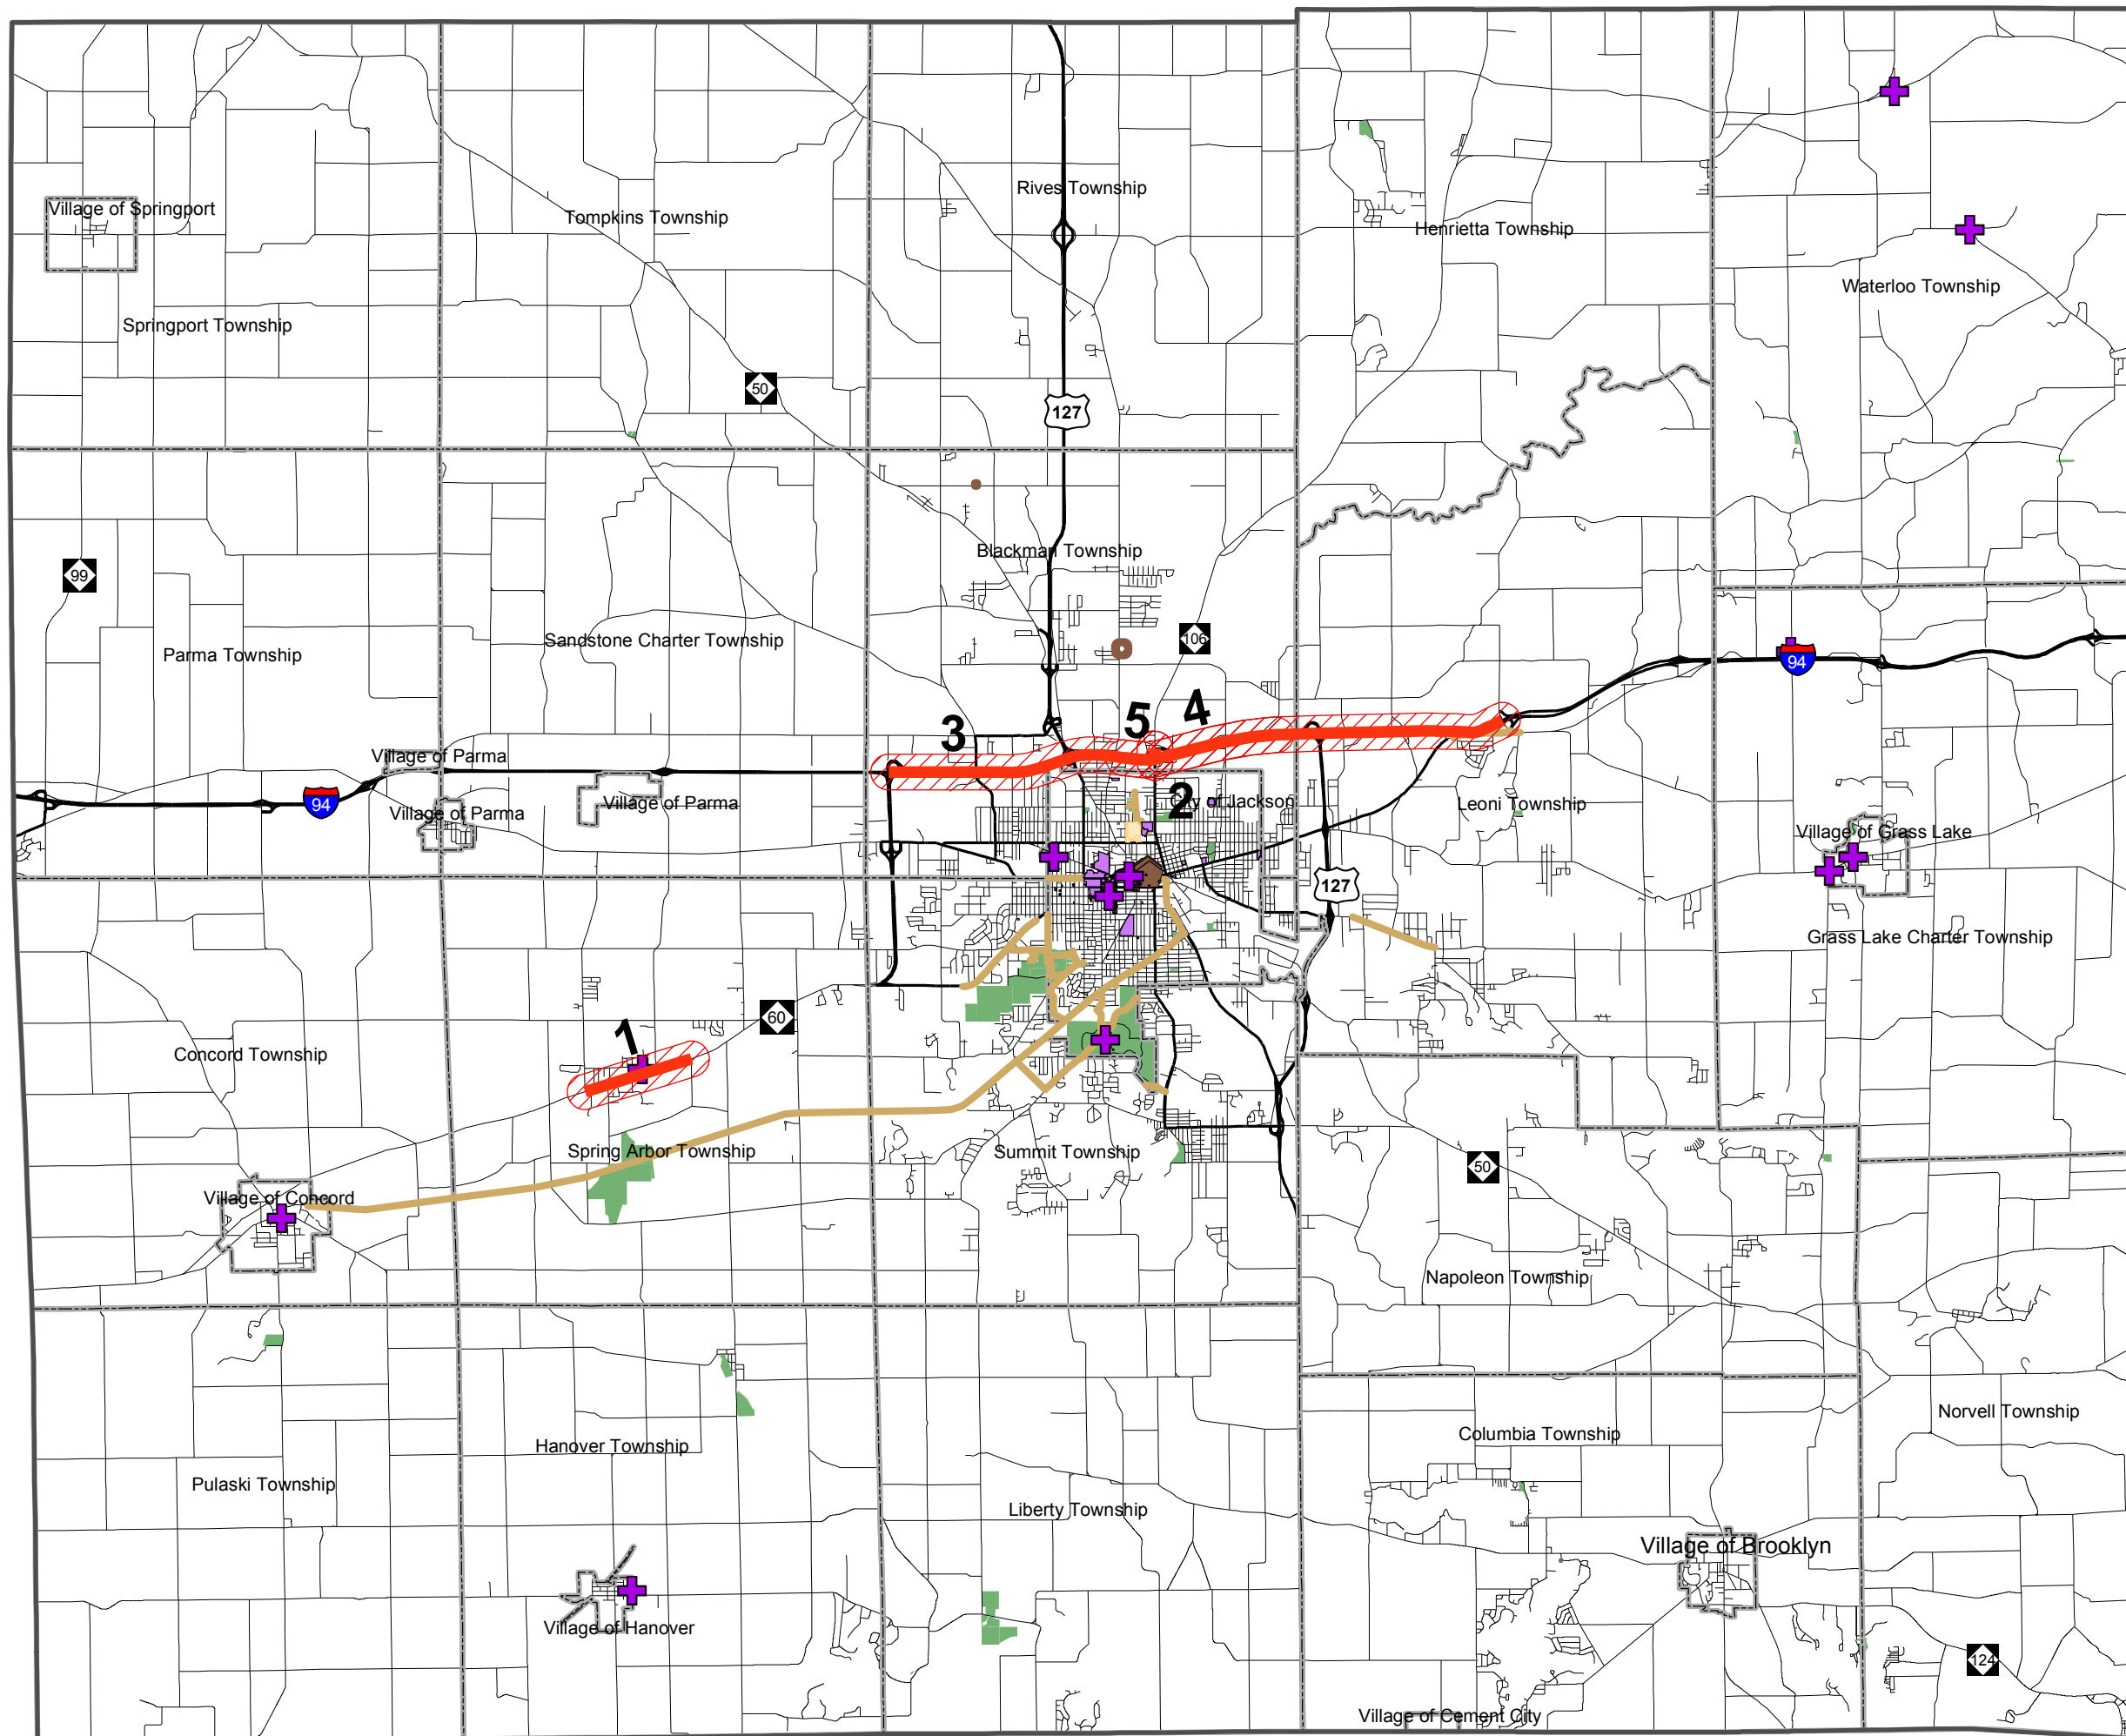 Rives Township
Village of Springport
Tompkins Township
Henrietta Township
Waterloo Township
Springport Township
50
127
Blackman Township
99
106
Sandstone Charter Township
Parma Township
94
4
5
3
Village of Parma
94
2
City of Jackson
Village of Parma
Leoni Township
Village of Parma
Village of Grass Lake
127
Grass Lake Charter Township
60
1
Concord Township
Spring Arbor Township
Summit Township
50
Village of Concord
Napoleon Township
Norvell Township
Columbia Township
Hanover Township
Pulaski Township
Liberty Township
Village of Brooklyn
Village of Hanover
124
Village of Cement City